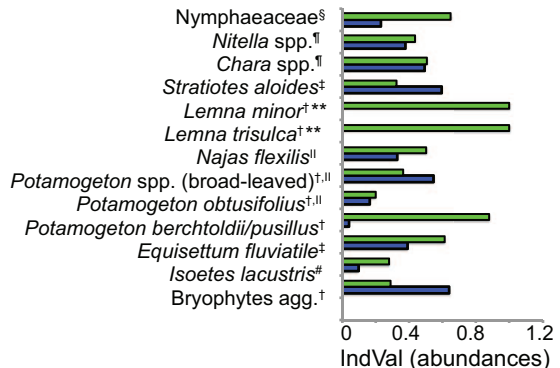 Nymphaeaceae§
Nitella spp.¶
Chara spp.¶
Stratiotes aloides‡
Lemna minor†**
Lemna trisulca†**
Najas flexilis||
Potamogeton spp. (broad-leaved)†,||
Potamogeton obtusifolius†,||
Potamogeton berchtoldii/pusillus†
Equisettum fluviatile‡
Isoetes lacustris#
Bryophytes agg.†
0 0.4 0.8 1.2
IndVal (abundances)